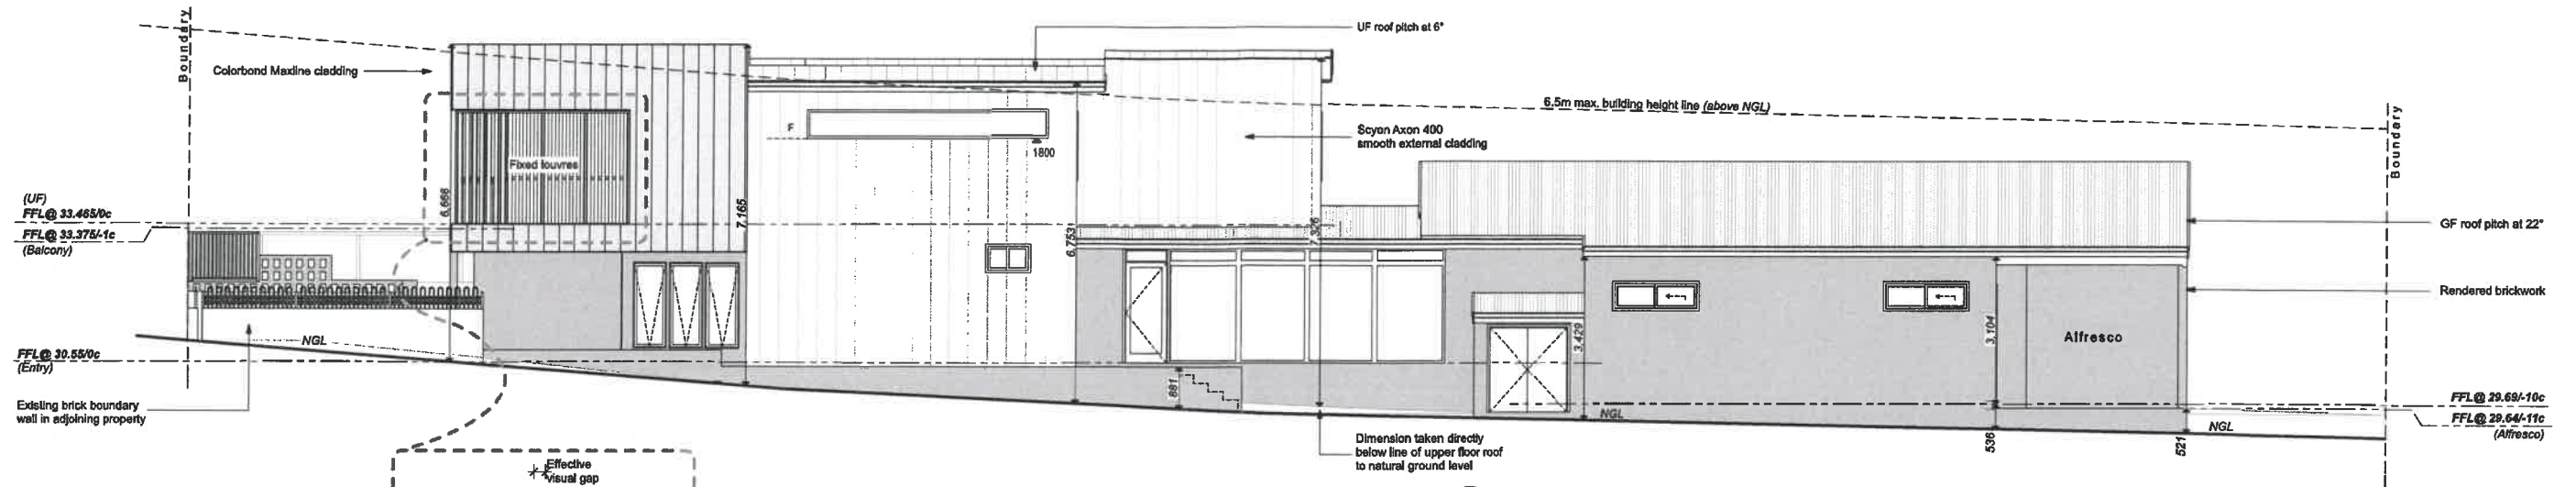 Boundary
Colorbond Maxline cladding
UF roof pitch at 6°
6.5m max. building height line (above NGL)
Boundary
Fixed louvres
F
1800
Scyon Axon 400
smooth external cladding
(UF)
FFL@ 33.465/0c
FFL@ 33.375/-1c
(Balcony)
6,666
7,165
6,753
7,326
GF roof pitch at 22°
Rendered brickwork
NGL
FFL@ 30.55/0c
(Entry)
881
3,429
3,104
Alfresco
Existing brick boundary
wall in adjoining property
NGL
FFL@ 29.69/-10c
FFL@ 29.64/-11c
(Alfresco)
NGL
Dimension taken directly
below line of upper floor roof
to natural ground level
536
521
Effective
visual gap